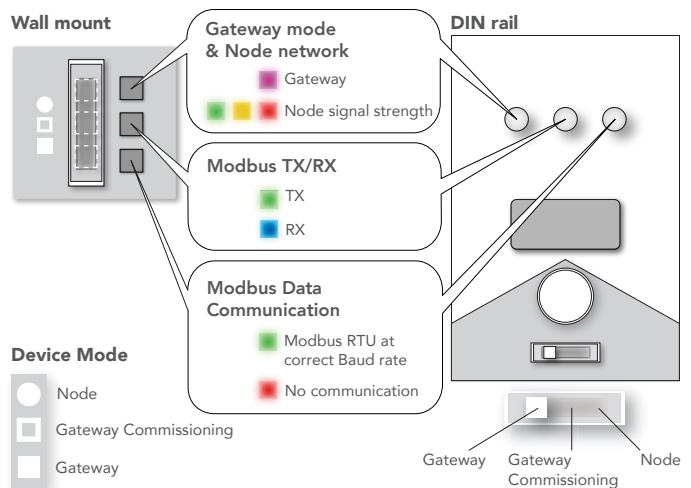 Wall mount
Gateway mode
& Node network
Gateway
Node signal strength
DIN rail
Modbus TX/RX
TX
RX
Modbus Data
Communication
Modbus RTU at
correct Baud rate
No communication
Device Mode
Node
Gateway Commissioning
Gateway
Gateway
Gateway
Commissioning
Node